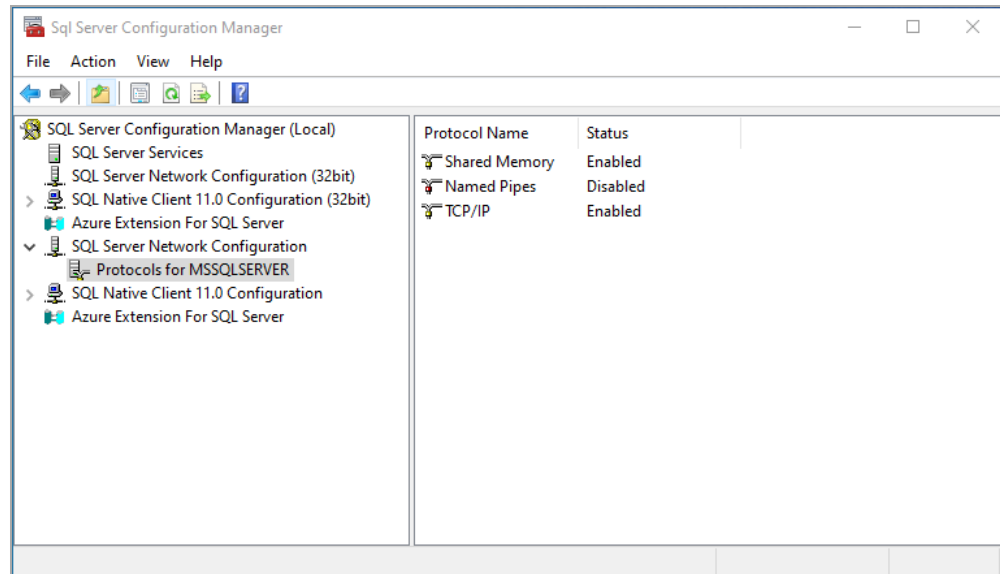 Sql Server Configuration Manager
File Action View Help
SQL Server Configuration Manager (Local)
SQL Server Services
SQL Server Network Configuration (32bit)
SQL Native Client 11.0 Configuration (32bit)
Azure Extension For SQL Server
SQL Server Network Configuration
Protocols for MSSQLSERVER
SQL Native Client 11.0 Configuration
Azure Extension For SQL Server
Protocol Name Status
Shared Memory Enabled
Named Pipes Disabled
TCP/IP Enabled